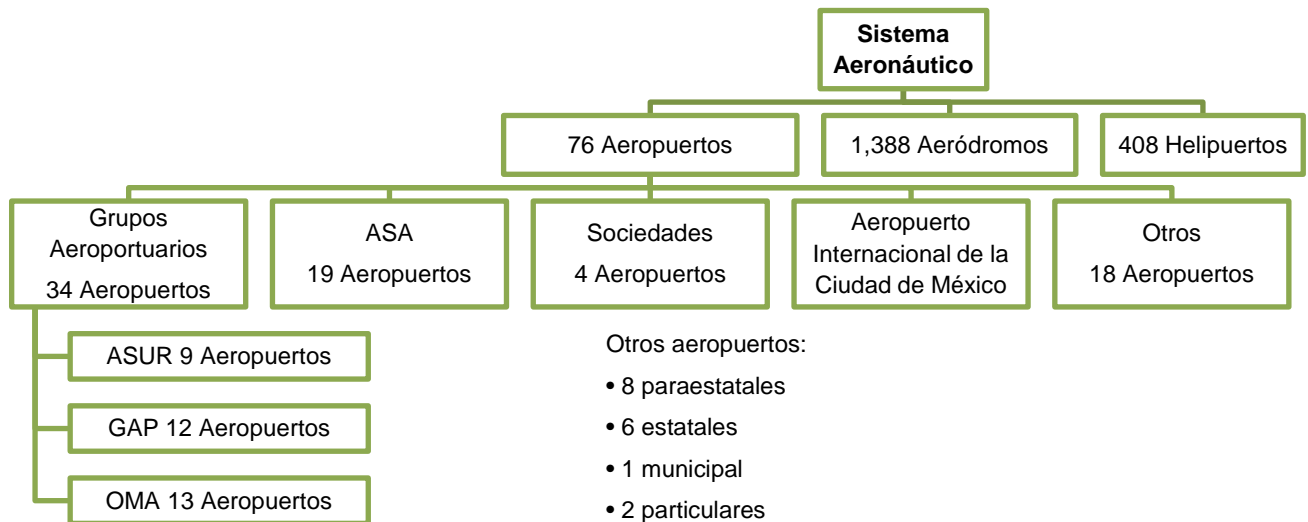 Sistema
Aeronáutico
76 Aeropuertos
1,388 Aeródromos
408 Helipuertos
Grupos
Aeroportuarios
34 Aeropuertos
ASA
19 Aeropuertos
Sociedades
4 Aeropuertos
Aeropuerto
Internacional de la
Ciudad de México
Otros
18 Aeropuertos
ASUR 9 Aeropuertos
GAP 12 Aeropuertos
OMA 13 Aeropuertos
Otros aeropuertos:
• 8 paraestatales
• 6 estatales
• 1 municipal
• 2 particulares